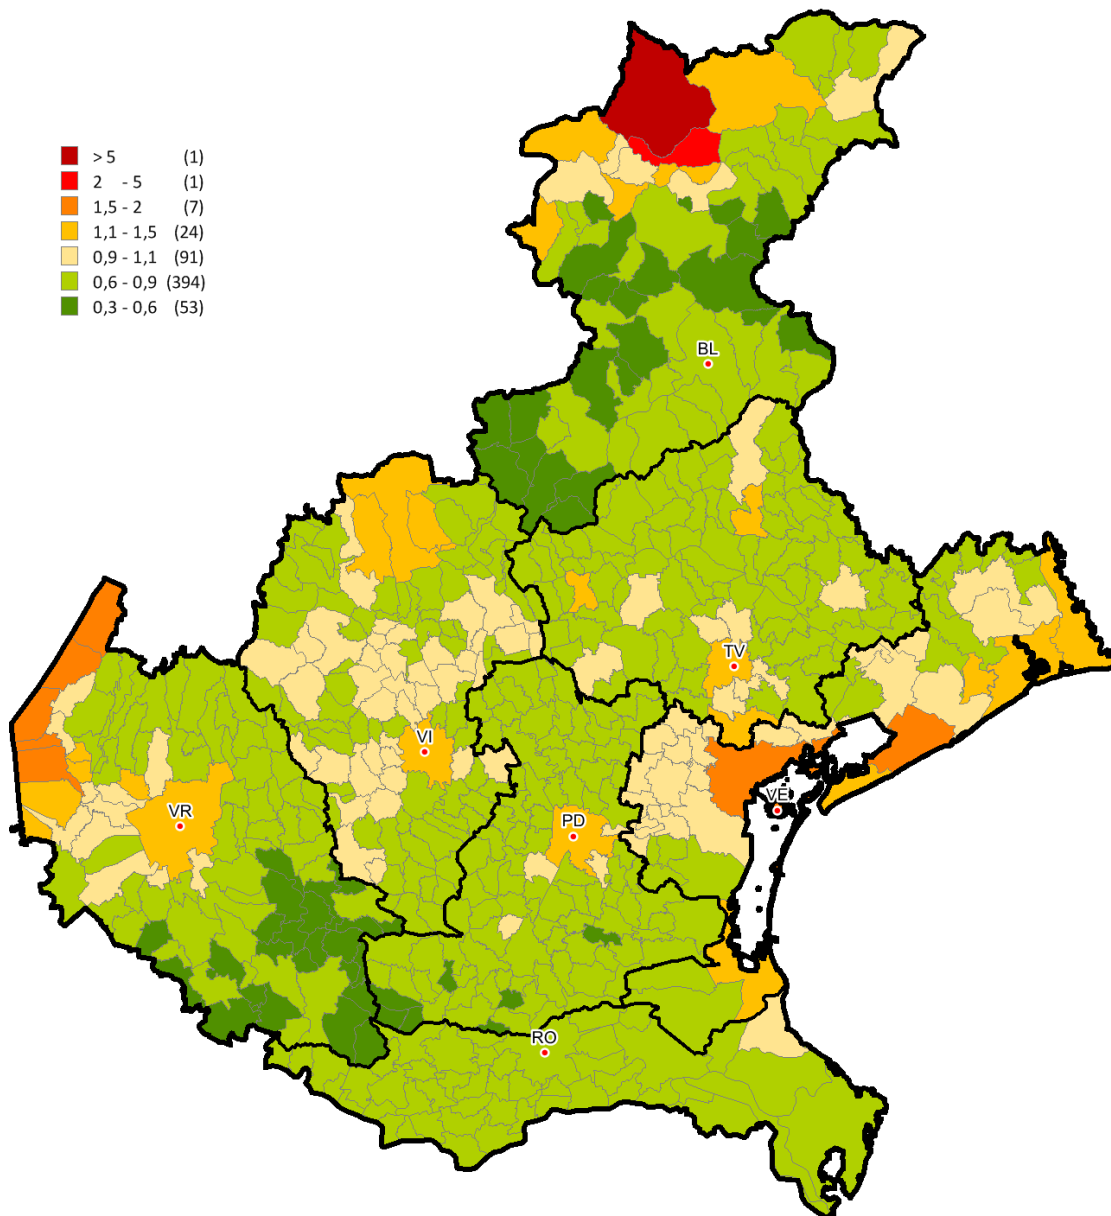 > 5 (1)
2 - 5 (1)
1,5 - 2 (7)
1,1 - 1,5 (24)
0,9 - 1,1 (91)
0,6 - 0,9 (394)
0,3 - 0,6 (53)
BL
TV
VI
VE
VR
PD
RO